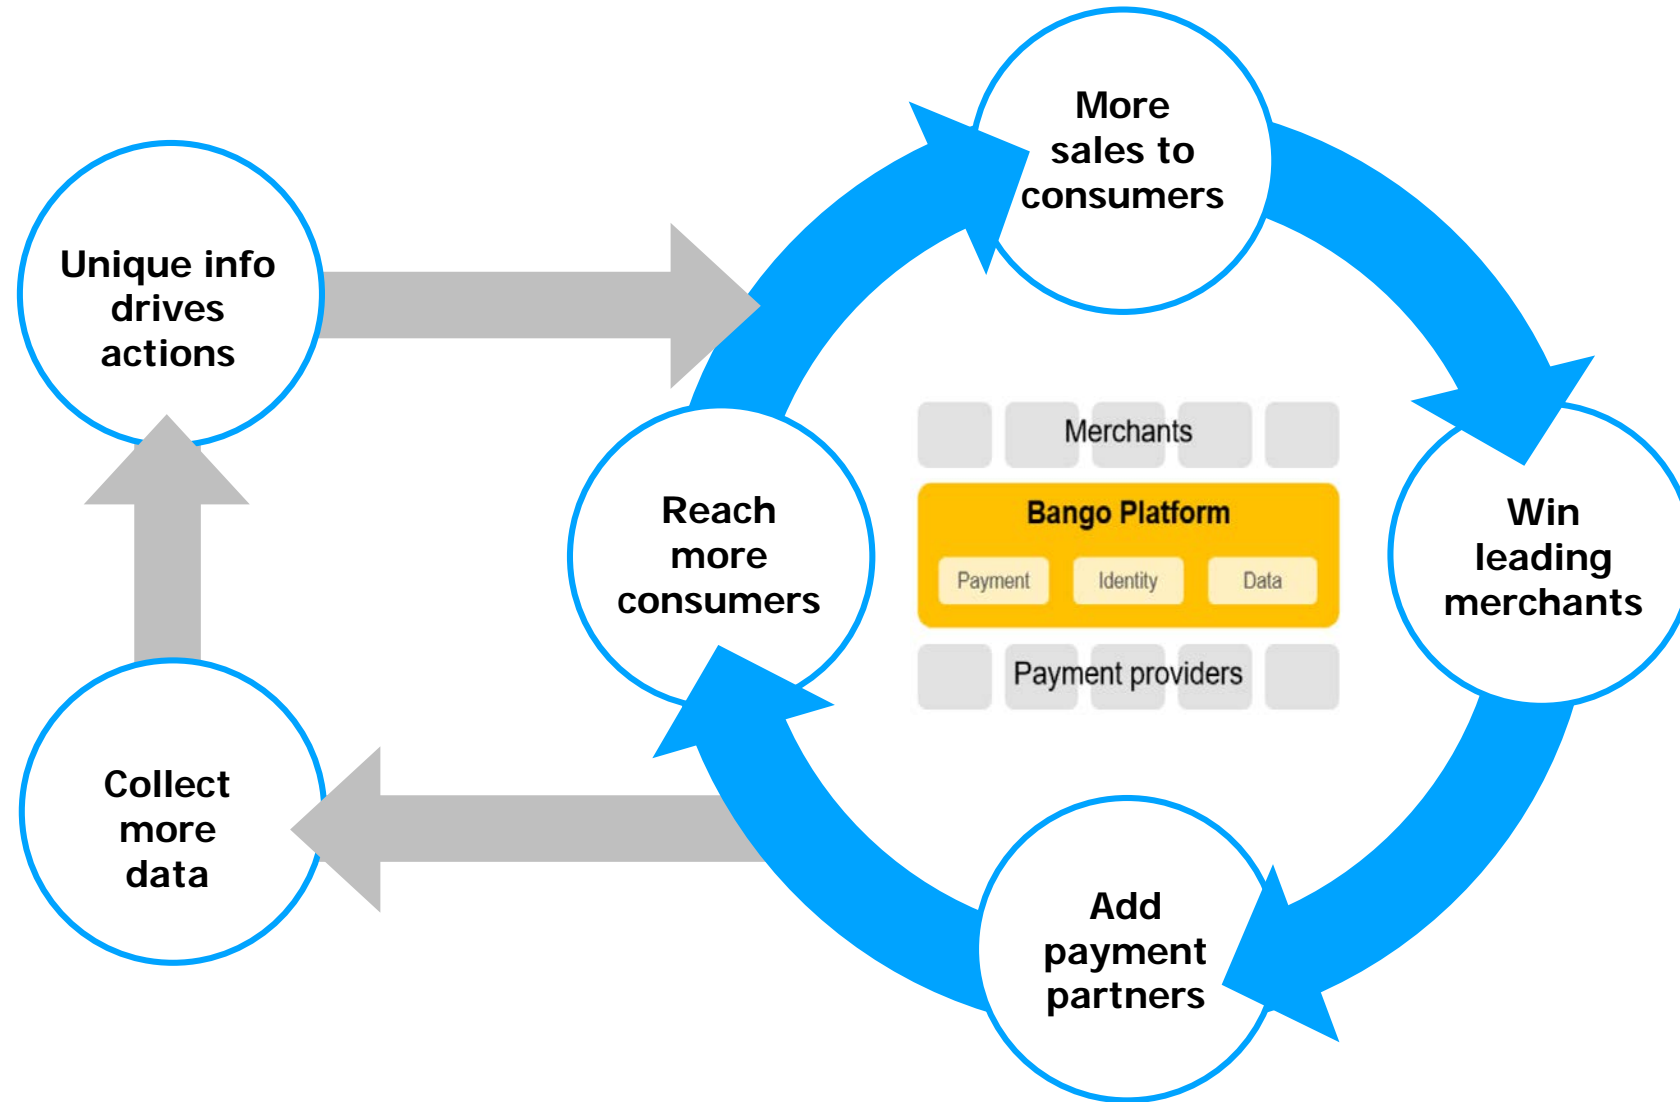 More
sales to
consumers
Unique info
drives
actions
Merchants
Bango Platform
Payment
Identity
Data
Payment providers
Reach
more
consumers
Win
leading
merchants
Collect
more
data
Add
payment
partners